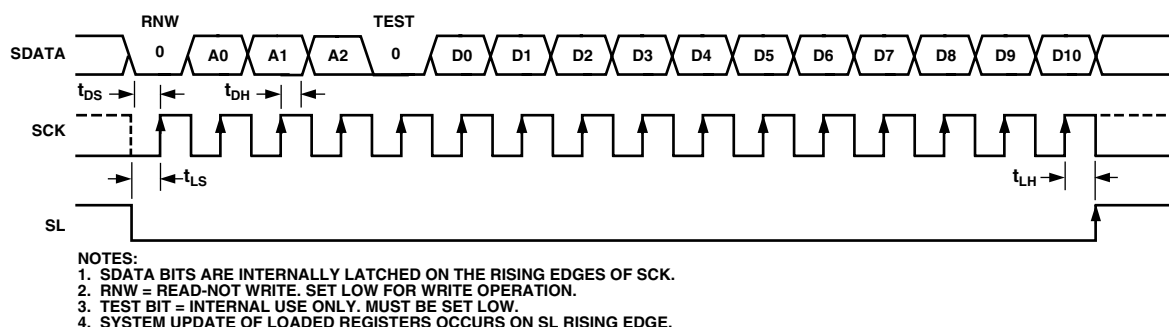 RNW TEST
SDATA 0 A0 A1 A2 0 D0 D1 D2 D3 D4 D5 D6 D7 D8 D9 D10
tDS tDH
SCK
tLS tLH
SL
NOTES:
1. SDATA BITS ARE INTERNALLY LATCHED ON THE RISING EDGES OF SCK.
2. RNW = READ-NOT WRITE. SET LOW FOR WRITE OPERATION.
3. TEST BIT = INTERNAL USE ONLY. MUST BE SET LOW.
4. SYSTEM UPDATE OF LOADED REGISTERS OCCURS ON SL RISING EDGE.